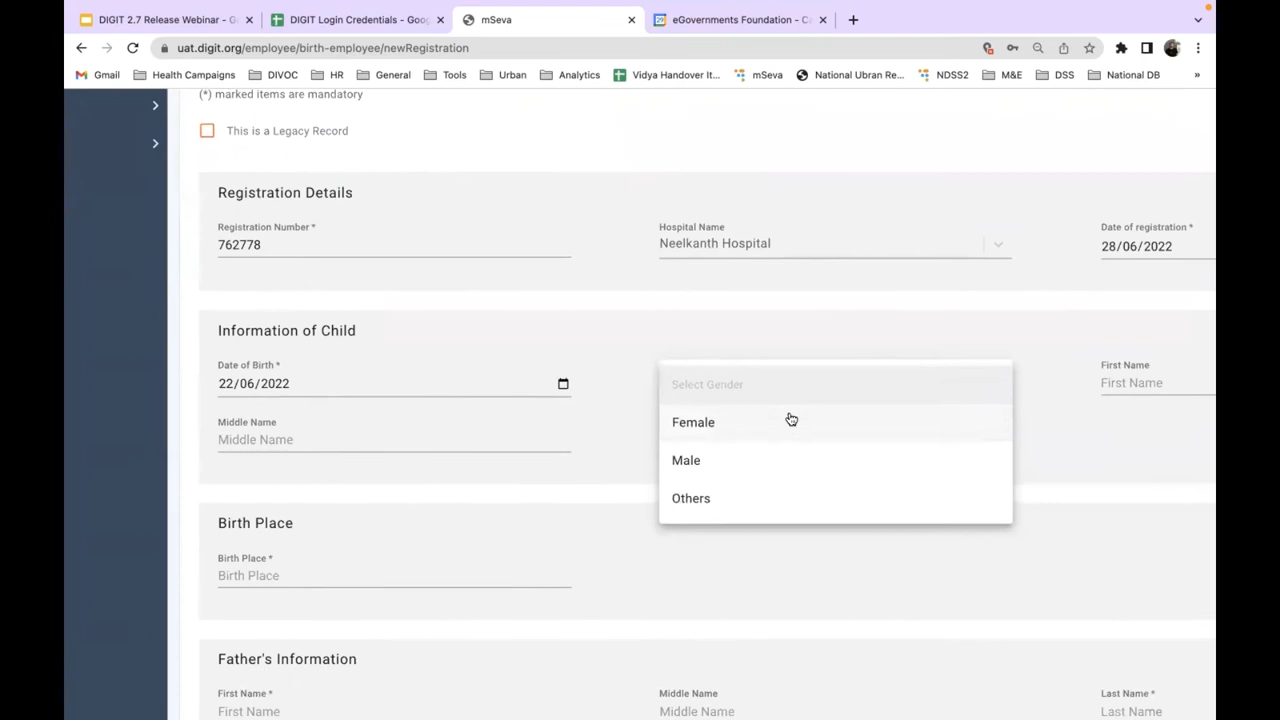 DIGIT 2.7 Release Webinar - G
DIGIT Login Credentials - Goog
mSeva
eGovernments Foundation - C
uat.digit.org/employee/birth-employee/newRegistration
Gmail Health Campaigns DIVOC HR General Tools Urban Analytics Vidya Handover It... mSeva National Ubran Re... NDSS2 M&E DSS National DB »
(*) marked items are mandatory
This is a Legacy Record
Registration Details
Registration Number * Hospital Name Date of registration *
762778 Neelkanth Hospital 28/06/2022
Information of Child
Date of Birth * First Name
22/06/2022 Select Gender First Name
Middle Name Female
Middle Name Male
Others
Birth Place
Birth Place *
Birth Place
Father's Information
First Name * Middle Name Last Name *
First Name Middle Name Last Name